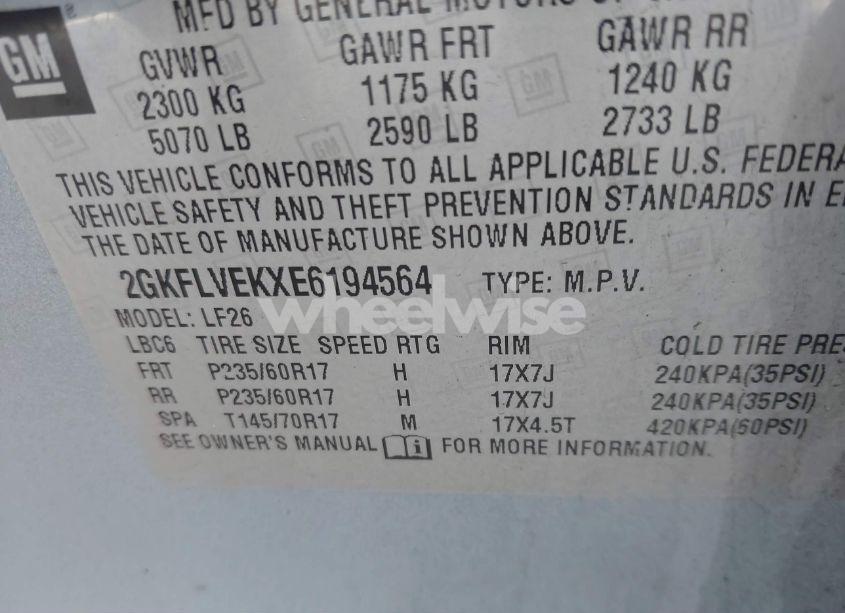 MFD BY GENERAL MOTORS
GM
GVWR GAWR FRT GAWR RR
2300 KG 1175 KG 1240 KG
5070 LB 2590 LB 2733 LB
THIS VEHICLE CONFORMS TO ALL APPLICABLE U.S. FEDERA
VEHICLE SAFETY AND THEFT PREVENTION STANDARDS IN E
THE DATE OF MANUFACTURE SHOWN ABOVE.
2GKFLVEKXE6194564 TYPE: M.P.V.
wheelwise
MODEL: LF26
LBC6 TIRE SIZE SPEED RTG RIM COLD TIRE PRE
FRT P235/60R17 H 17X7J 240KPA(35PSI)
RR P235/60R17 H 17X7J 240KPA(35PSI)
SPA T145/70R17 M 17X4.5T 420KPA(60PSI)
SEE OWNER'S MANUAL FOR MORE INFORMATION.